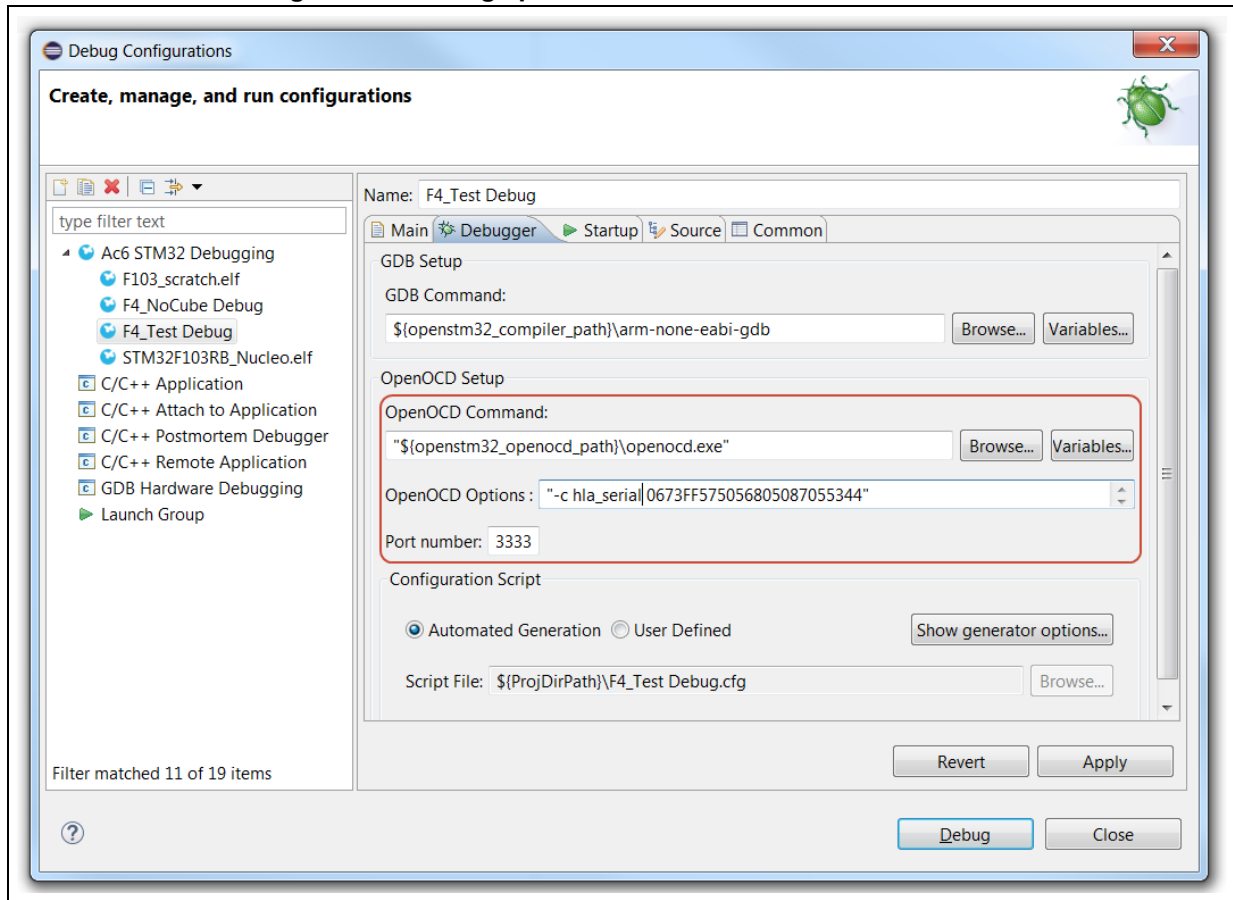 Debug Configurations
X
Create, manage, and run configurations
type filter text
Ac6 STM32 Debugging
F103_scratch.elf
F4_NoCube Debug
F4_Test Debug
STM32F103RB_Nucleo.elf
C/C++ Application
C/C++ Attach to Application
C/C++ Postmortem Debugger
C/C++ Remote Application
GDB Hardware Debugging
Launch Group
Filter matched 11 of 19 items
Name: F4_Test Debug
Main Debugger Startup Source Common
GDB Setup
GDB Command:
${openstm32_compiler_path}\arm-none-eabi-gdb Browse... Variables...
OpenOCD Setup
OpenOCD Command:
"${openstm32_openocd_path}\openocd.exe" Browse... Variables...
OpenOCD Options : "-c hla_serial 0673FF575056805087055344"
Port number: 3333
Configuration Script
Automated Generation User Defined Show generator options...
Script File: ${ProjDirPath}\F4_Test Debug.cfg Browse...
Revert Apply
? Debug Close